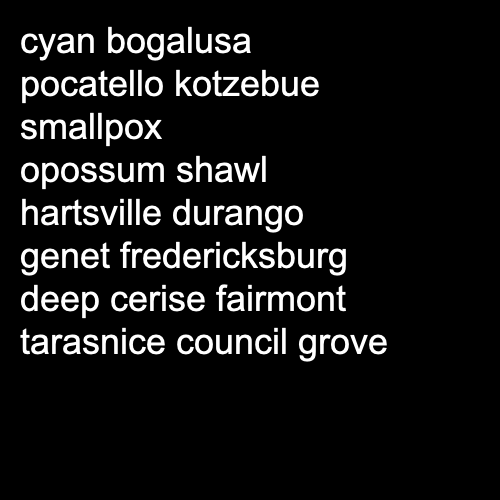 cyan bogalusa
pocatello kotzebue
smallpox
opossum shawl
hartsville durango
genet fredericksburg
deep cerise fairmont
tarasnice council grove